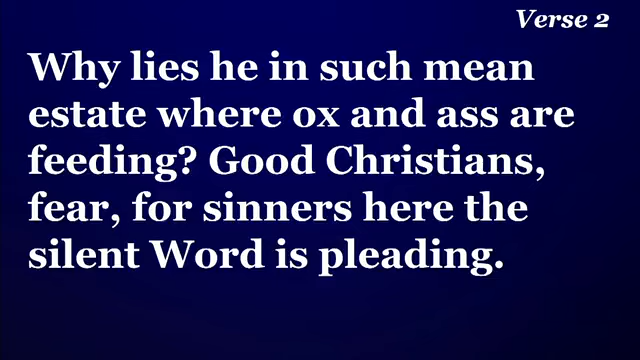 Verse 2
Why lies he in such mean
estate where ox and ass are
feeding? Good Christians,
fear, for sinners here the
silent Word is pleading.